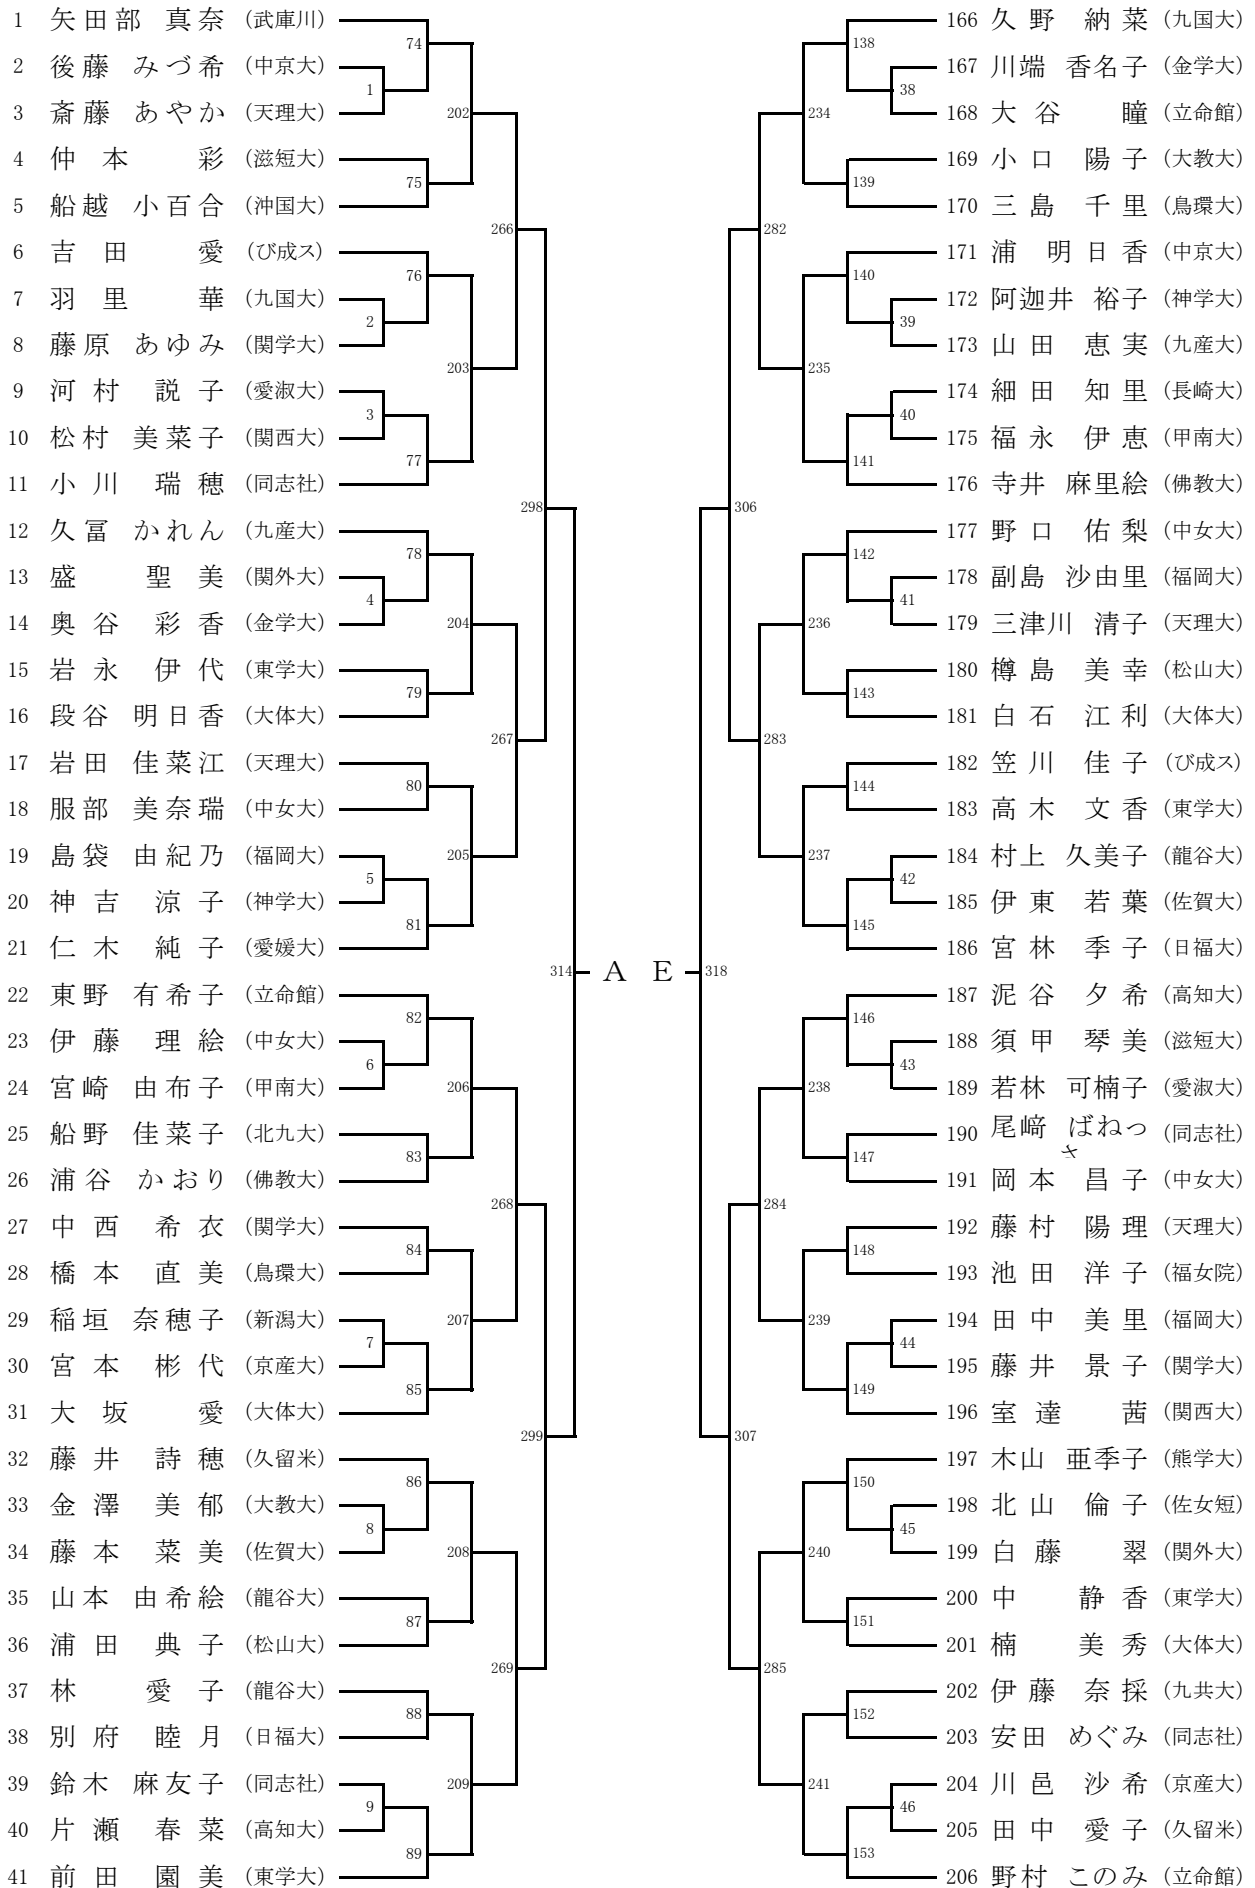 1 矢田部 真奈 (武庫川)
2 後藤 みづ希 (中京大)
3 斎藤 あやか (天理大)
4 仲本 彩 (滋短大)
5 船越 小百合 (沖国大)
6 吉田 愛 (び成ス)
7 羽里 華 (九国大)
8 藤原 あゆみ (関学大)
9 河村 説子 (愛淑大)
10 松村 美菜子 (関西大)
11 小川 瑞穂 (同志社)
12 久冨 かれん (九産大)
13 盛 聖美 (関外大)
14 奥谷 彩香 (金学大)
15 岩永 伊代 (東学大)
16 段谷 明日香 (大体大)
17 岩田 佳菜江 (天理大)
18 服部 美奈瑞 (中女大)
19 島袋 由紀乃 (福岡大)
20 神吉 涼子 (神学大)
21 仁木 純子 (愛媛大)
22 東野 有希子 (立命館)
23 伊藤 理絵 (中女大)
24 宮崎 由布子 (甲南大)
25 船野 佳菜子 (北九大)
26 浦谷 かおり (佛教大)
27 中西 希衣 (関学大)
28 橋本 直美 (鳥環大)
29 稲垣 奈穂子 (新潟大)
30 宮本 彬代 (京産大)
31 大坂 愛 (大体大)
32 藤井 詩穂 (久留米)
33 金澤 美郁 (大教大)
34 藤本 菜美 (佐賀大)
35 山本 由希絵 (龍谷大)
36 浦田 典子 (松山大)
37 林 愛子 (龍谷大)
38 別府 睦月 (日福大)
39 鈴木 麻友子 (同志社)
40 片瀬 春菜 (高知大)
41 前田 園美 (東学大)
74
1
202
75
266
76
2
203
3
77
298
78
4
204
79
267
80
205
5
81
314
82
6
206
83
268
84
207
7
85
299
86
8
208
87
269
88
209
9
89
A E
138
38
234
139
282
140
39
235
40
141
306
142
41
236
143
283
144
237
42
145
318
146
43
238
147
284
148
239
44
149
307
150
45
240
151
285
152
241
46
153
166 久野 納菜 (九国大)
167 川端 香名子 (金学大)
168 大谷 瞳 (立命館)
169 小口 陽子 (大教大)
170 三島 千里 (鳥環大)
171 浦 明日香 (中京大)
172 阿迦井 裕子 (神学大)
173 山田 恵実 (九産大)
174 細田 知里 (長崎大)
175 福永 伊恵 (甲南大)
176 寺井 麻里絵 (佛教大)
177 野口 佑梨 (中女大)
178 副島 沙由里 (福岡大)
179 三津川 清子 (天理大)
180 樽島 美幸 (松山大)
181 白石 江利 (大体大)
182 笠川 佳子 (び成ス)
183 高木 文香 (東学大)
184 村上 久美子 (龍谷大)
185 伊東 若葉 (佐賀大)
186 宮林 季子 (日福大)
187 泥谷 夕希 (高知大)
188 須甲 琴美 (滋短大)
189 若林 可楠子 (愛淑大)
190 尾﨑 ばねっ (同志社)
191 岡本 昌子 (中女大)
192 藤村 陽理 (天理大)
193 池田 洋子 (福女院)
194 田中 美里 (福岡大)
195 藤井 景子 (関学大)
196 室達 茜 (関西大)
197 木山 亜季子 (熊学大)
198 北山 倫子 (佐女短)
199 白藤 翠 (関外大)
200 中 静香 (東学大)
201 楠 美秀 (大体大)
202 伊藤 奈採 (九共大)
203 安田 めぐみ (同志社)
204 川邑 沙希 (京産大)
205 田中 愛子 (久留米)
206 野村 このみ (立命館)